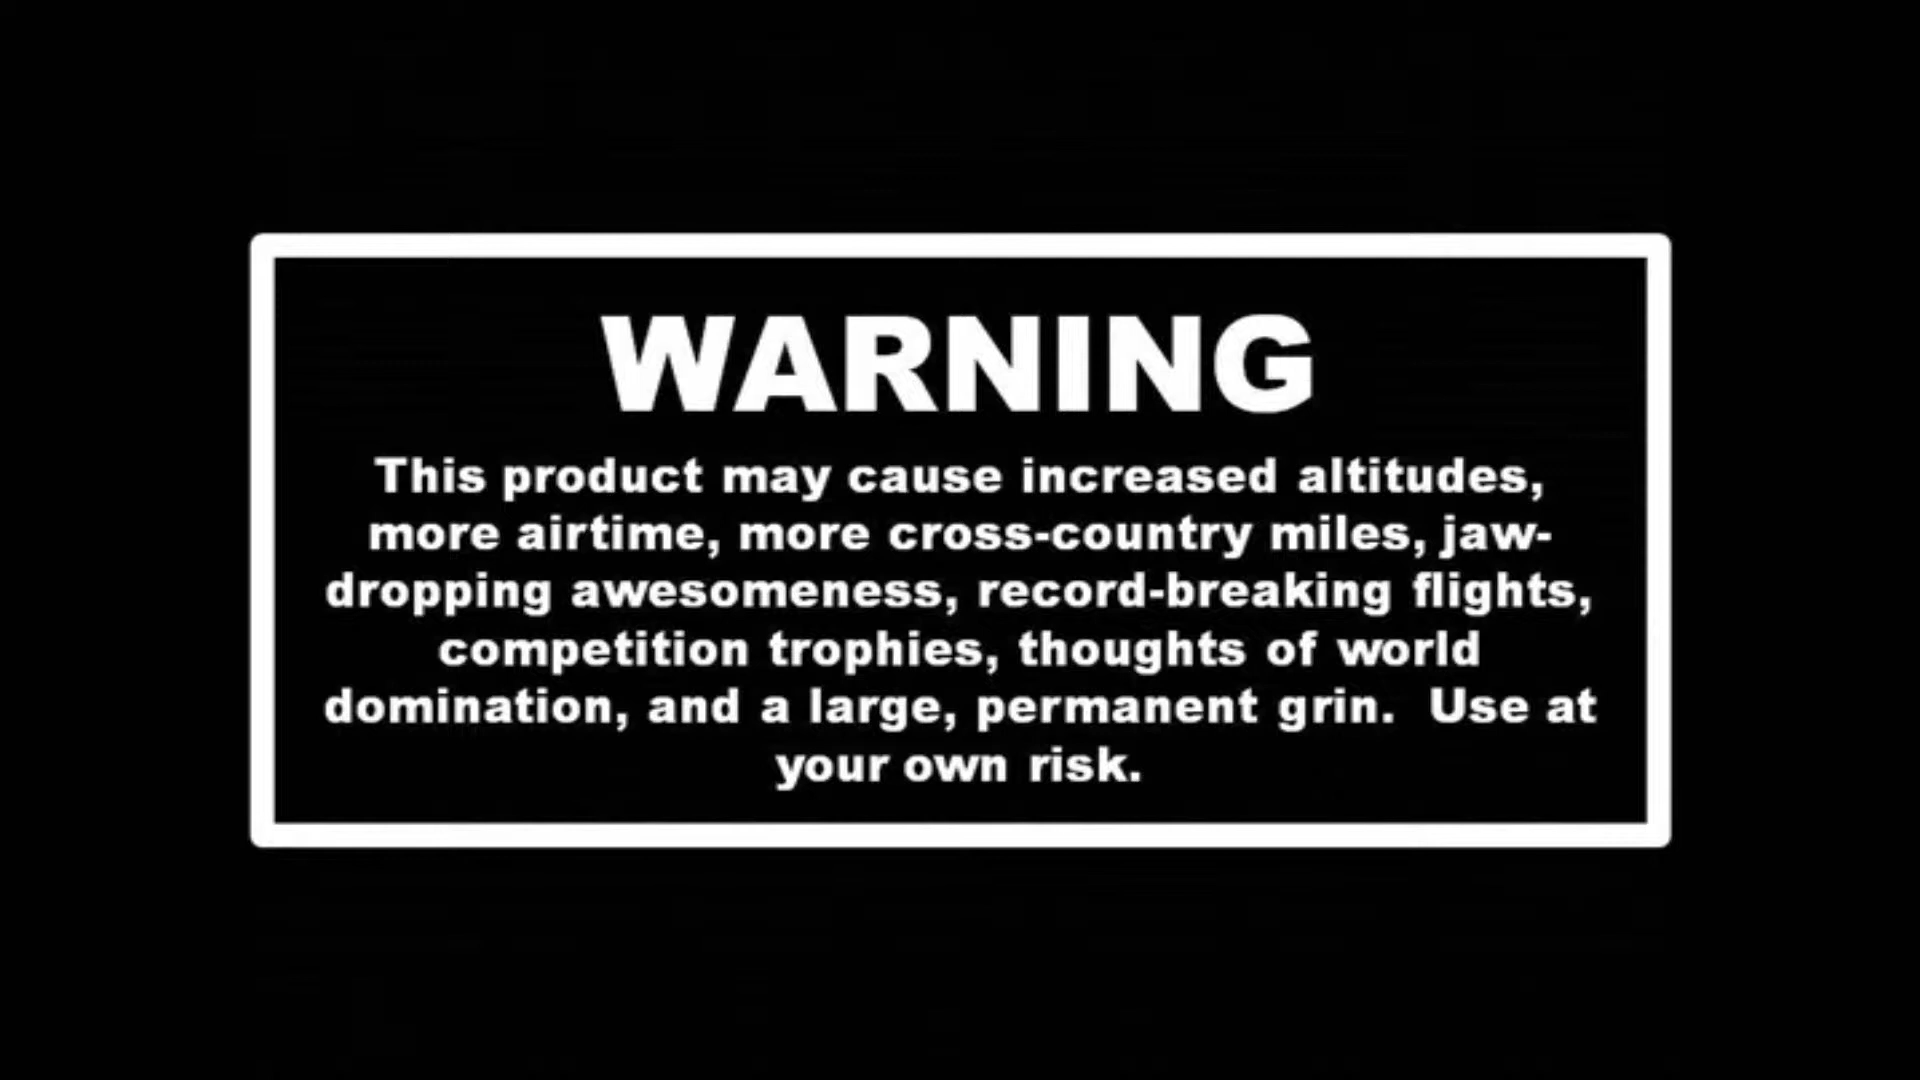 WARNING
This product may cause increased altitudes,
more airtime, more cross-country miles, jaw-
dropping awesomeness, record-breaking flights,
competition trophies, thoughts of world
domination, and a large, permanent grin.  Use at
your own risk.